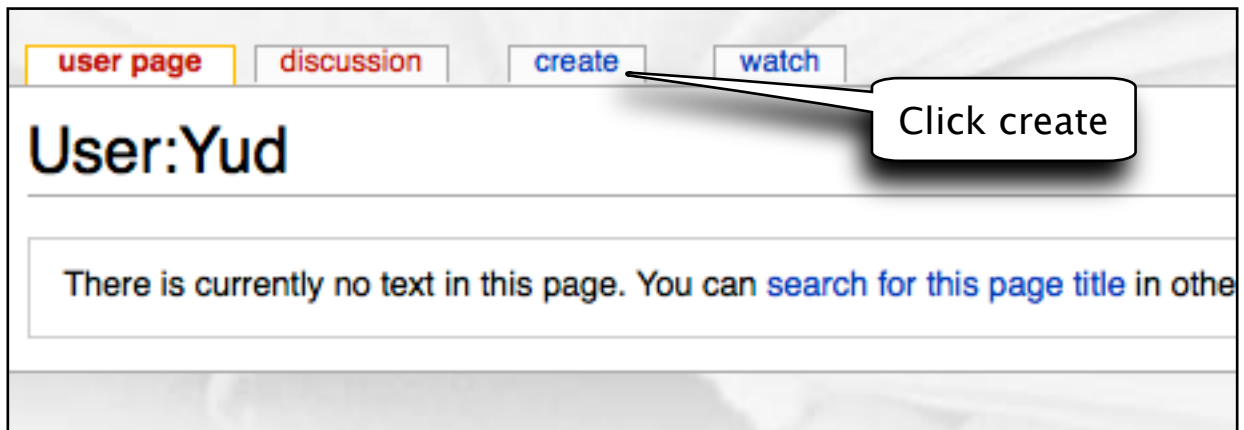 user page discussion create watch
Click create
User:Yud
There is currently no text in this page. You can search for this page title in othe